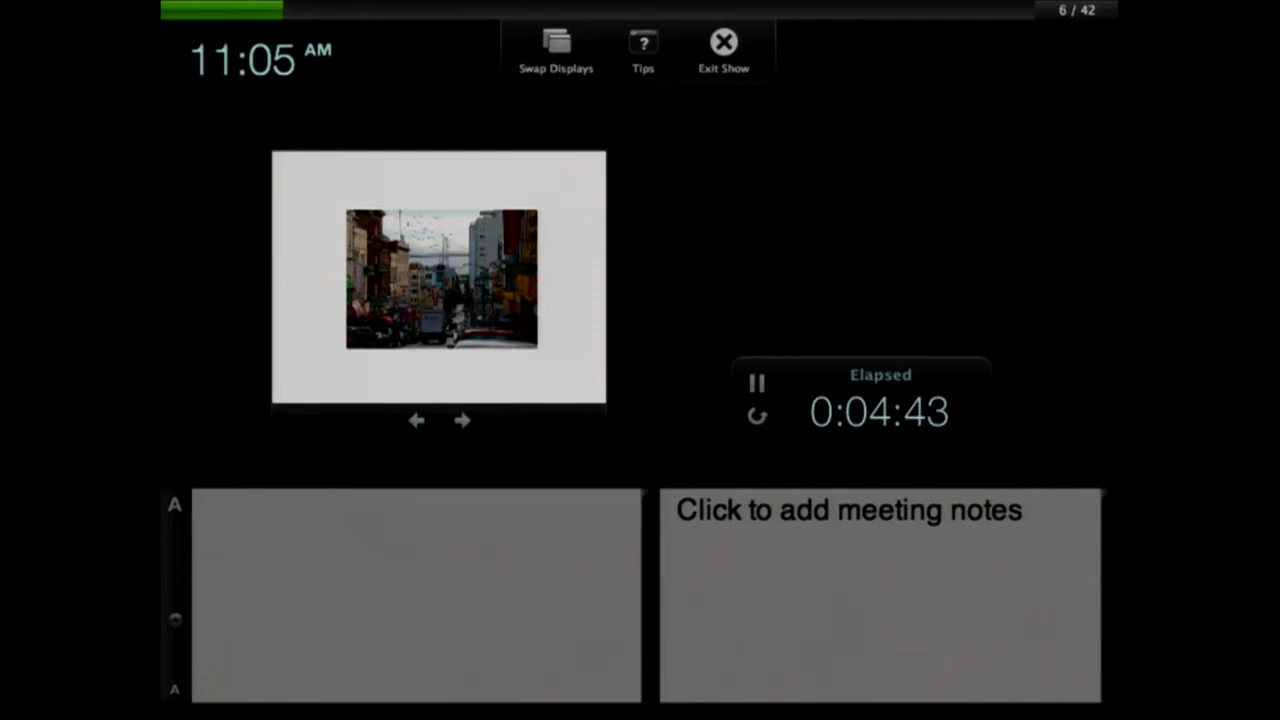 6 / 42
11:05 AM
Swap Displays
?
Tips
Exit Show
Elapsed
0:04:43
A
Click to add meeting notes
A